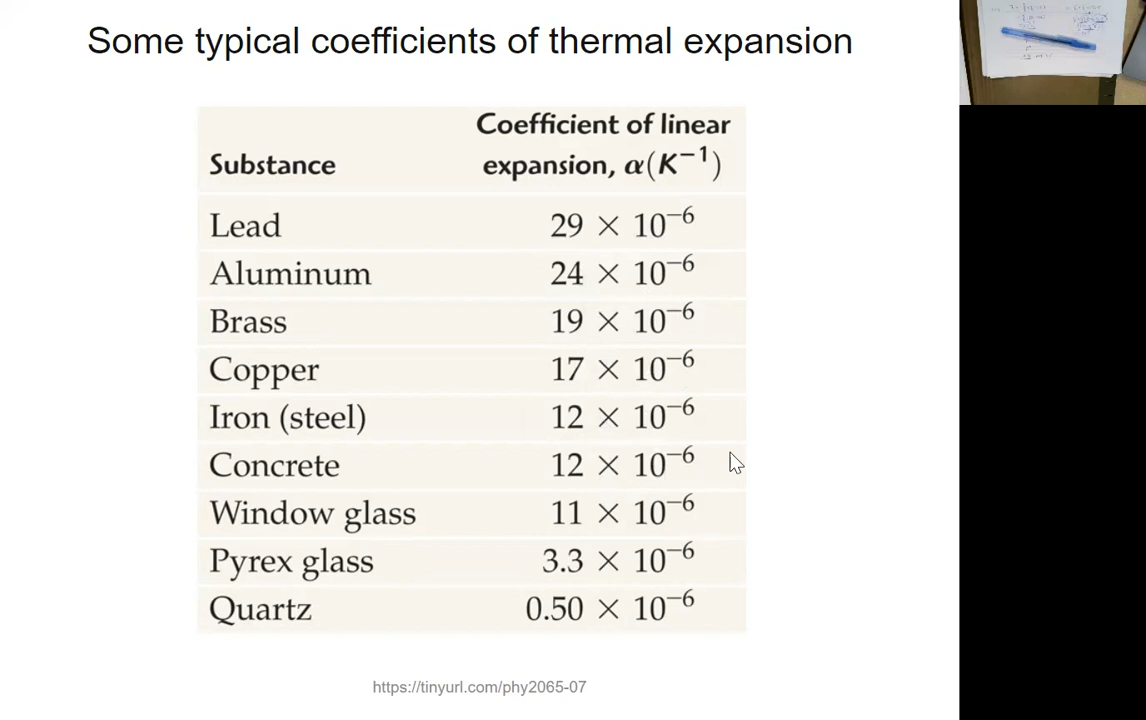 Some typical coefficients of thermal expansion
Substance Coefficient of linear expansion, α(K⁻¹)
Lead 29 × 10⁻⁶
Aluminum 24 × 10⁻⁶
Brass 19 × 10⁻⁶
Copper 17 × 10⁻⁶
Iron (steel) 12 × 10⁻⁶
Concrete 12 × 10⁻⁶
Window glass 11 × 10⁻⁶
Pyrex glass 3.3 × 10⁻⁶
Quartz 0.50 × 10⁻⁶
https://tinyurl.com/phy2065-07